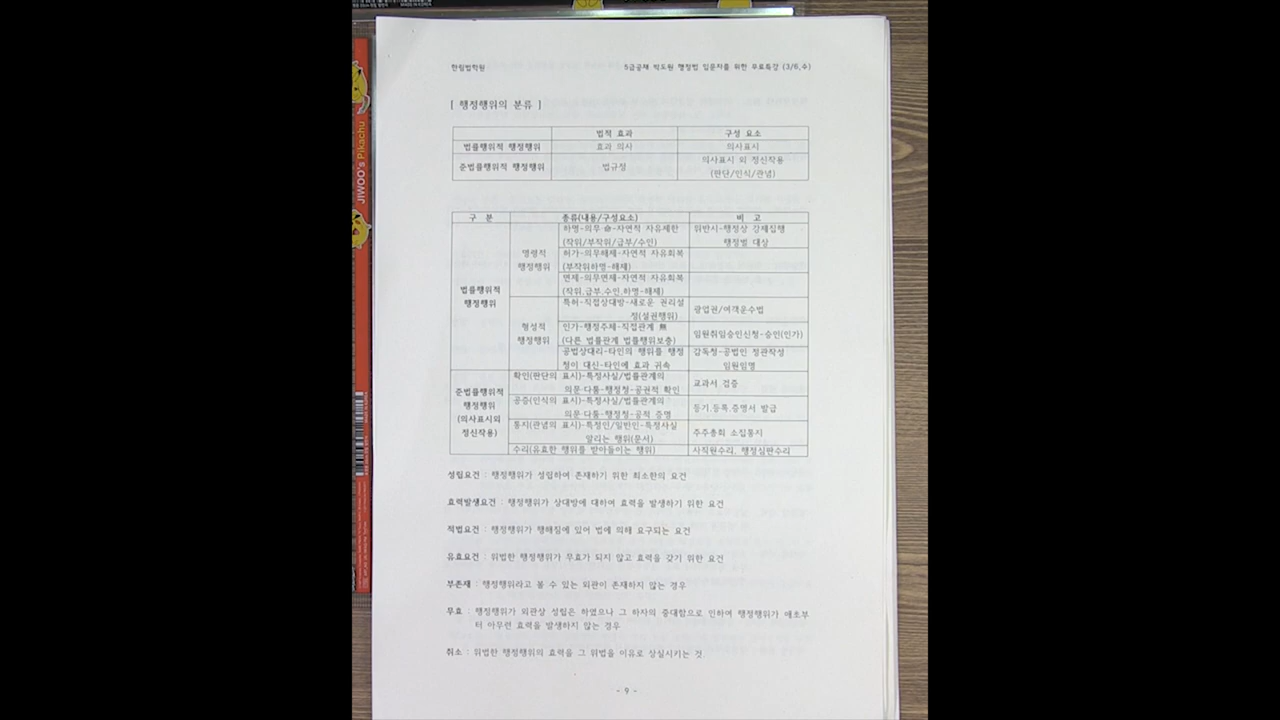 한림법학원 5급공채 박도원 행정법 입문자를 위한 무료특강 (3/6,수)
[ 행정행위의 분류 ]
법적 효과 구성 요소
법률행위적 행정행위 효과 의사 의사표시
준법률행위적 행정행위 법규정 의사표시 외 정신작용
(판단/인식/관념)
구 분 종류(내용/구성요소) 비 고
법률행위적
행정행위
명령적
행정행위
하명-의무 命-자연적 자유제한
(작위/부작위/급부/수인)
위반시-행정상 강제집행
행정벌 대상
허가-의무해제-자연적 자유회복
(부작위하명-해제)
면제-의무면제-자연적 자유회복
(작위,급부,수인,하명-해제)
형성적
행정행위
특허-직접상대방-새로운 권리설
정(설권행위)
광업권/여객운수법
인가-행정주체-직접관계 無
(다른 법률관계 법률행위보충)
임원취임승인신청-승인(인가)
공법상대리-타인의 행위를 행정
청이 대신-타인에 효과 귀속
감독청-공법인 정관작성
임원임명
준법률행위적
행정행위
(의사표시외
정신작용)
확인(판단의 표시)-특정사실/법률관계의
의문·다툼-행정청-공권적 확인
교과서 검증
공증(인식의 표시)-특정사실/법률관계의
의문·다툼-행정청-공적 증명
등기,등록,증명서 발급
통지(관념의 표시)-특정인/일반인-특정사실
알리는 행위(문서)
주주총회 소집통지
수리(유효한 행위를 받아들이는 행위) 사직원수리, 행정심판수리
성립요건 : 행정행위가 성립하여 존재하기 위한 최소한의 요건
효력발생요건 : 행정행위가 상대방에 대하여 효력을 발생하기 위한 요건
적법요건 : 행정행위가 행해짐에 있어 법에 의해 요구되는 요건
유효요건 : 위법한 행정행위가 무효가 되지 않고 효력을 갖기 위한 요건
부존재 : 행정행위라고 볼 수 있는 외관이 존재하지 않는 경우
무효 : 행정행위가 외관상 성립은 하였으나 그 하자의 중대함으로 인하여 행정행위가 애초부
터 아무런 효력을 발생하지 않는 경우
취소 : 위법한 행정행위의 효력을 그 위법을 이유로 상실시키는 것.
- 9 -
JIWOO's Pikachu